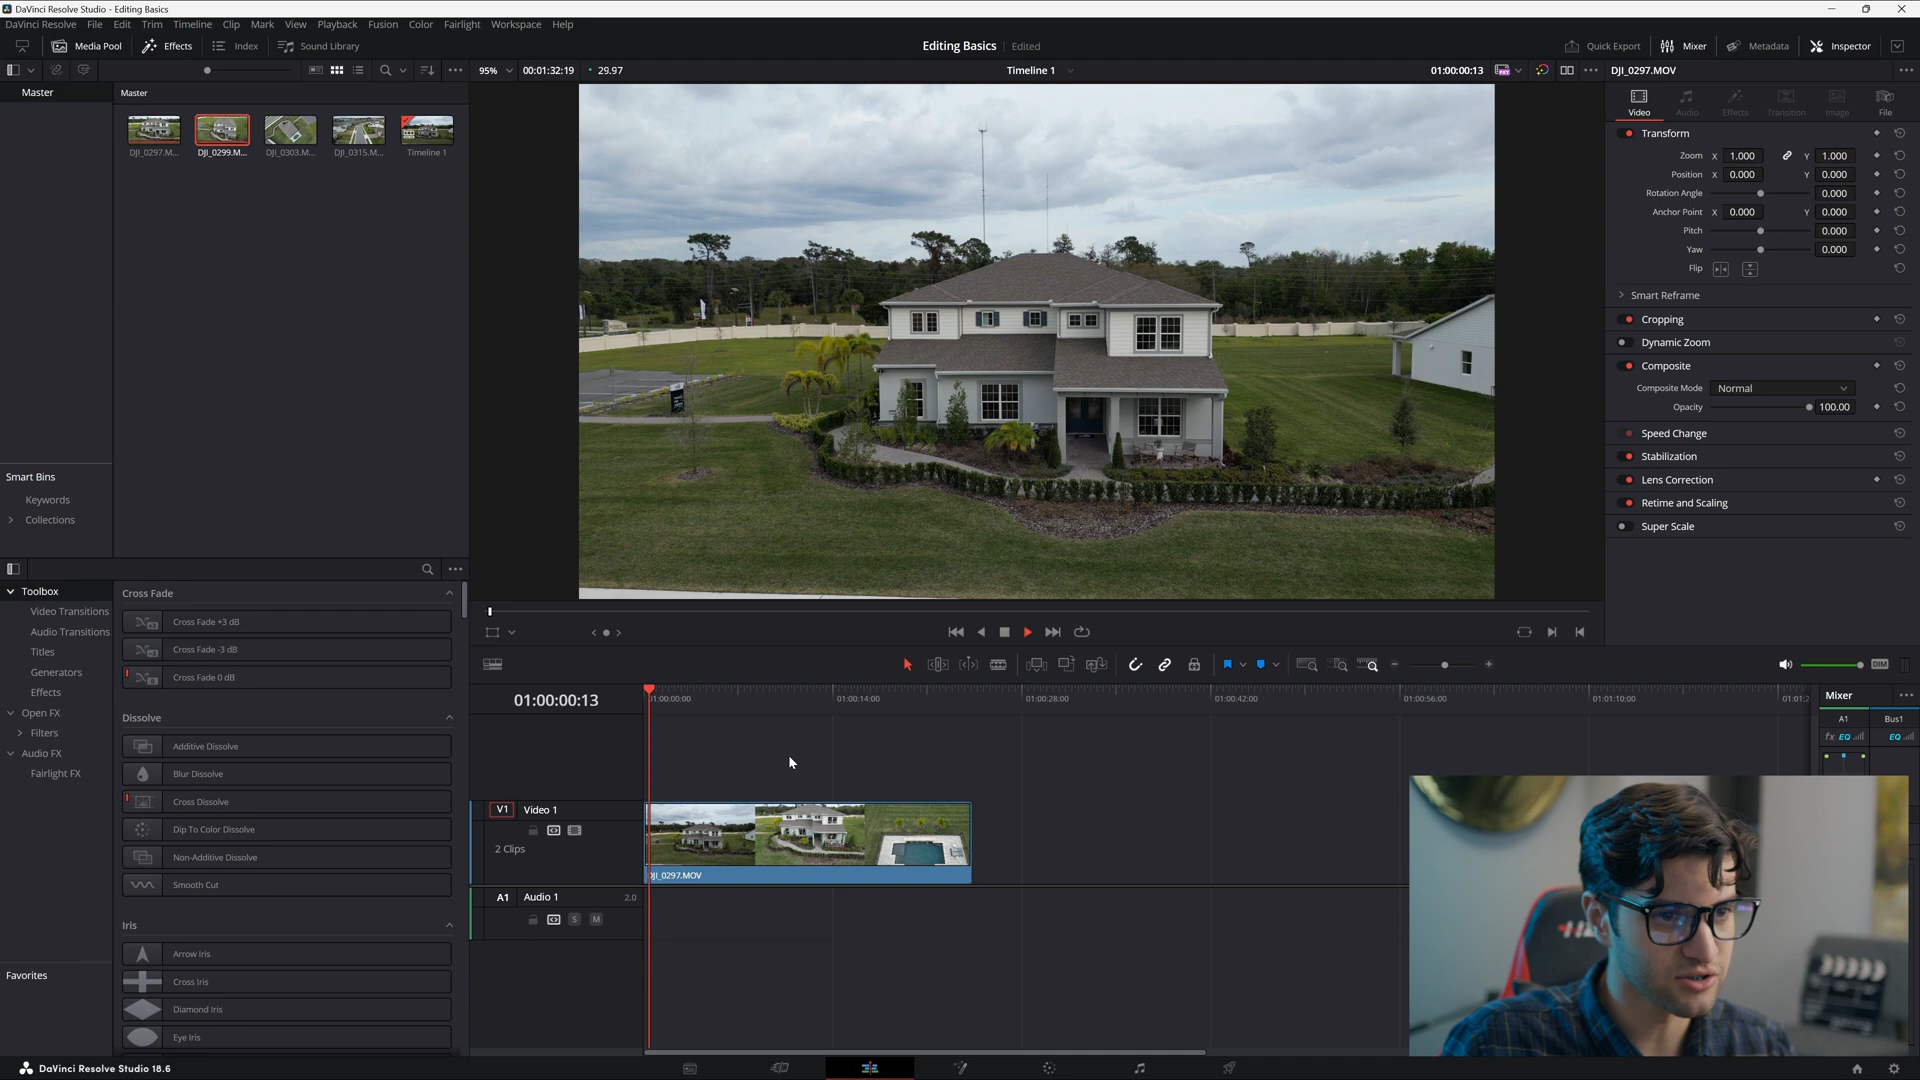 DaVinci Resolve Studio - Editing Basics
DaVinci Resolve File Edit Trim Timeline Clip Mark View Playback Fusion Color Fairlight Workspace Help
Media Pool Effects Index Sound Library Editing Basics Edited Quick Export Mixer Metadata Inspector
95% 00:01:32:19 29.97 Timeline 1 01:00:00:13 DJI_0297.MOV
Master Master
DJI_0297.M... DJI_0299.M... DJI_0303.M... DJI_0315.M... Timeline 1
Video Audio Effects Transition Image File
Transform
Zoom X 1.000 Y 1.000
Position X 0.000 Y 0.000
Rotation Angle 0.000
Anchor Point X 0.000 Y 0.000
Pitch 0.000
Yaw 0.000
Flip
Smart Reframe
Cropping
Dynamic Zoom
Composite
Composite Mode Normal
Opacity 100.00
Speed Change
Stabilization
Lens Correction
Retime and Scaling
Super Scale
Smart Bins
Keywords
Collections
Toolbox
Video Transitions
Audio Transitions
Titles
Generators
Effects
Open FX
Filters
Audio FX
Fairlight FX
Favorites
Cross Fade
Cross Fade +3 dB
Cross Fade -3 dB
Cross Fade 0 dB
Dissolve
Additive Dissolve
Blur Dissolve
Cross Dissolve
Dip To Color Dissolve
Non-Additive Dissolve
Smooth Cut
Iris
Arrow Iris
Cross Iris
Diamond Iris
Eye Iris
DIM
01:00:00:13 01:00:00:00 01:00:14:00 01:00:28:00 01:00:42:00 01:00:56:00 01:01:10:00 01:01:2
Mixer
A1 Bus1
fx EQ EQ
V1 Video 1
2 Clips
DJI_0297.MOV
A1 Audio 1 2.0
S M
DaVinci Resolve Studio 18.6